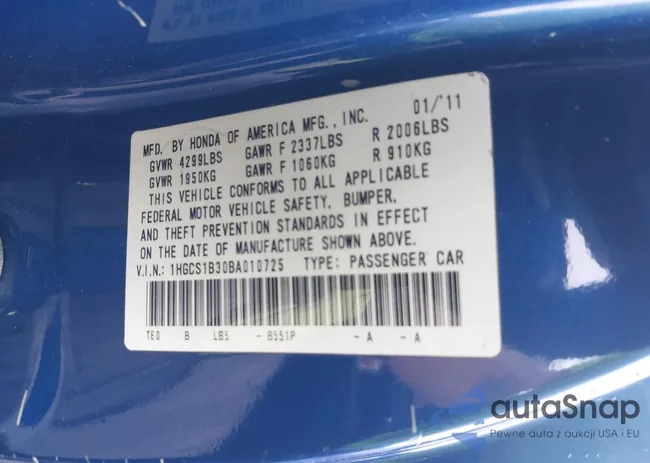 MFD. BY HONDA OF AMERICA MFG., INC. 01/'11
GVWR 4299LBS GAWR F 2337LBS R 2006LBS
GVWR 1950KG GAWR F 1060KG R 910KG
THIS VEHICLE CONFORMS TO ALL APPLICABLE
FEDERAL MOTOR VEHICLE SAFETY, BUMPER,
AND THEFT PREVENTION STANDARDS IN EFFECT
ON THE DATE OF MANUFACTURE SHOWN ABOVE.
V.I.N.: 1HGCS1B30BA010725 TYPE: PASSENGER CAR
TE0 B LB5 -B551P -A -A
autaSnap
Pewne auta z aukcji USA i EU